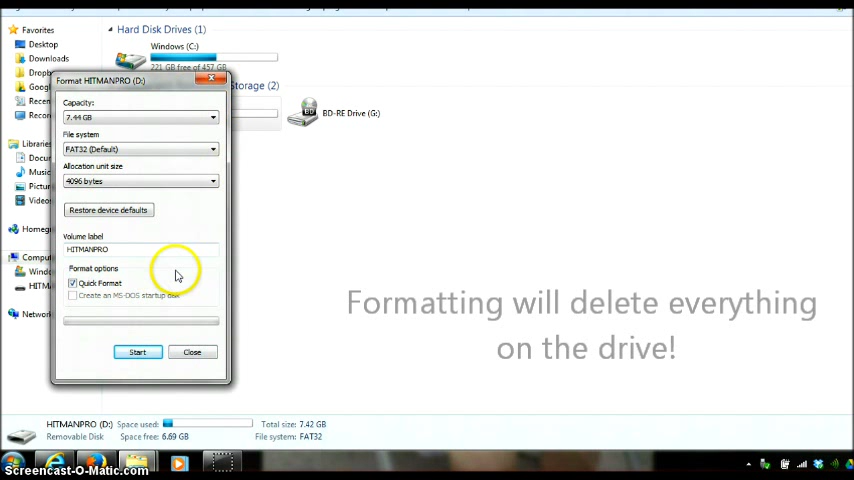 Favorites
Desktop
Downloads
Hard Disk Drives (1)
Windows (C:)
221 GB free of 457 GB
Storage (2)
BD-RE Drive (G:)
Format HITMANPRO (D:)
Capacity:
7.44 GB
File system
FAT32 (Default)
Allocation unit size
4096 bytes
Restore device defaults
Volume label
HITMANPRO
Format options
Quick Format
Create an MS-DOS startup disk
Start
Close
Formatting will delete everything
on the drive!
HITMANPRO (D:) Space used: Total size: 7.42 GB
Removable Disk Space free: 6.69 GB File system: FAT32
Screencast-O-Matic.com